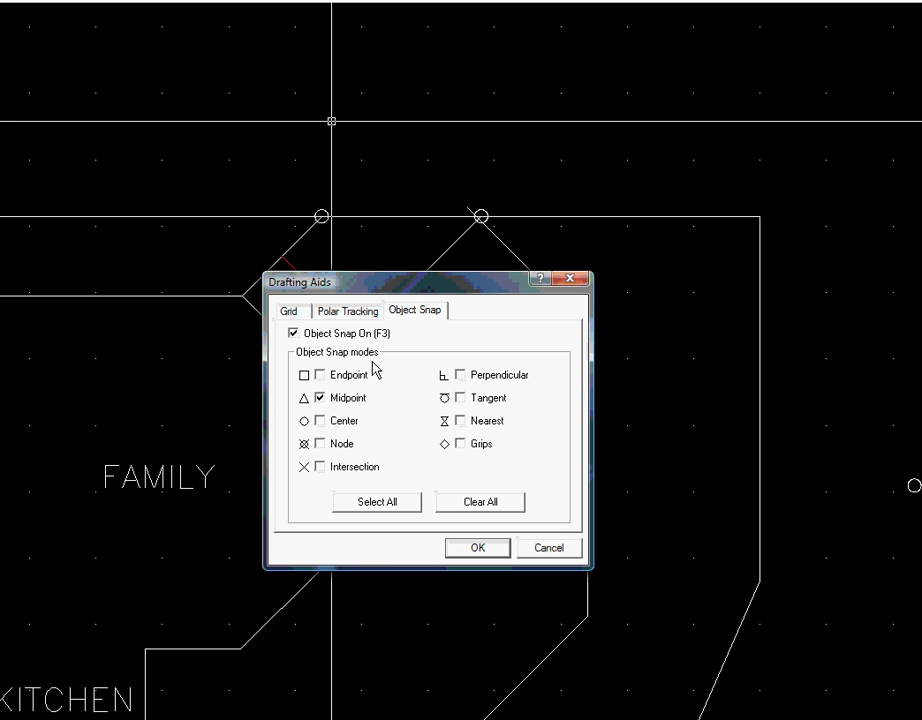 Drafting Aids
Grid
Polar Tracking
Object Snap
Object Snap On (F3)
Object Snap modes
Endpoint
Perpendicular
Midpoint
Tangent
Center
Nearest
Node
Grips
Intersection
Select All
Clear All
OK
Cancel
FAMILY
KITCHEN